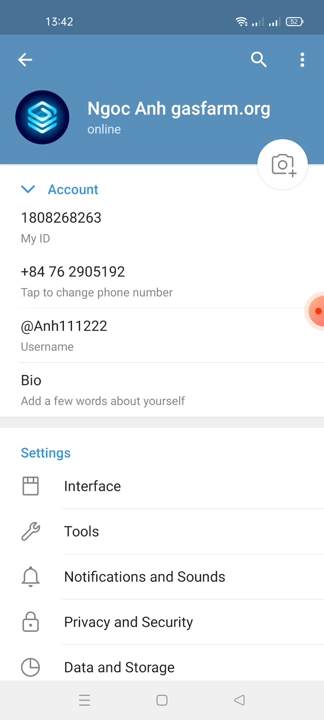 13:42
52
Ngoc Anh gasfarm.org
online
Account
1808268263
My ID
+84 76 2905192
Tap to change phone number
@Anh111222
Username
Bio
Add a few words about yourself
Settings
Interface
Tools
Notifications and Sounds
Privacy and Security
Data and Storage